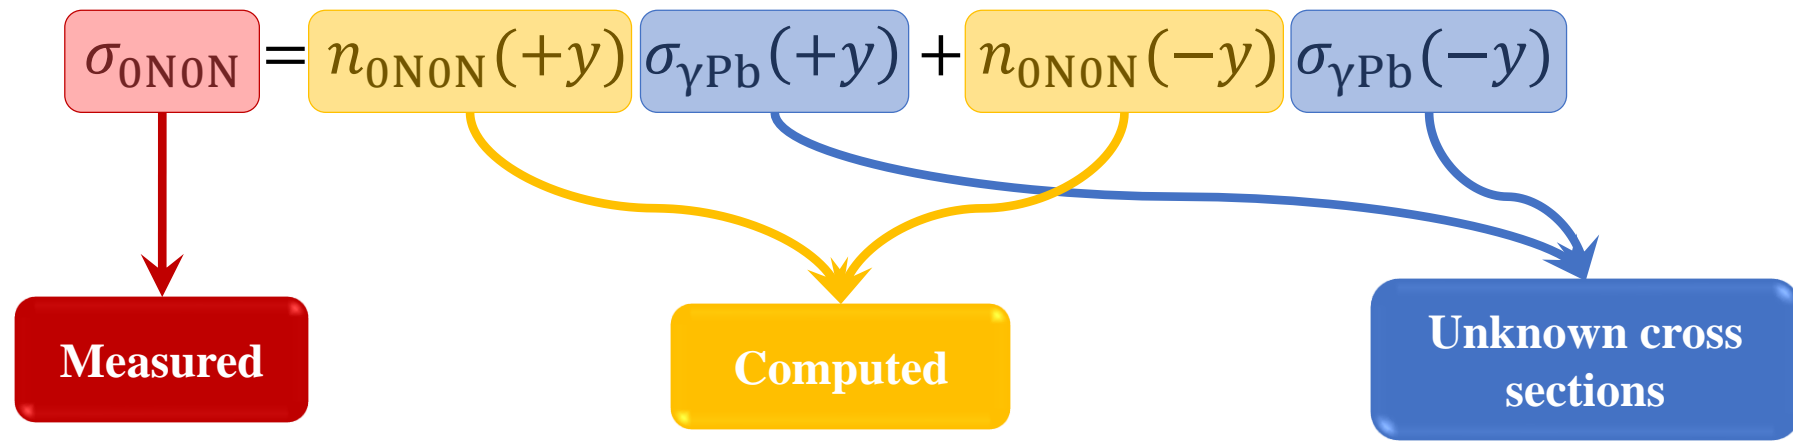 σ₀N₀N = n₀N₀N(+y) σγPb(+y) + n₀N₀N(−y) σγPb(−y)
Measured
Computed
Unknown cross
sections